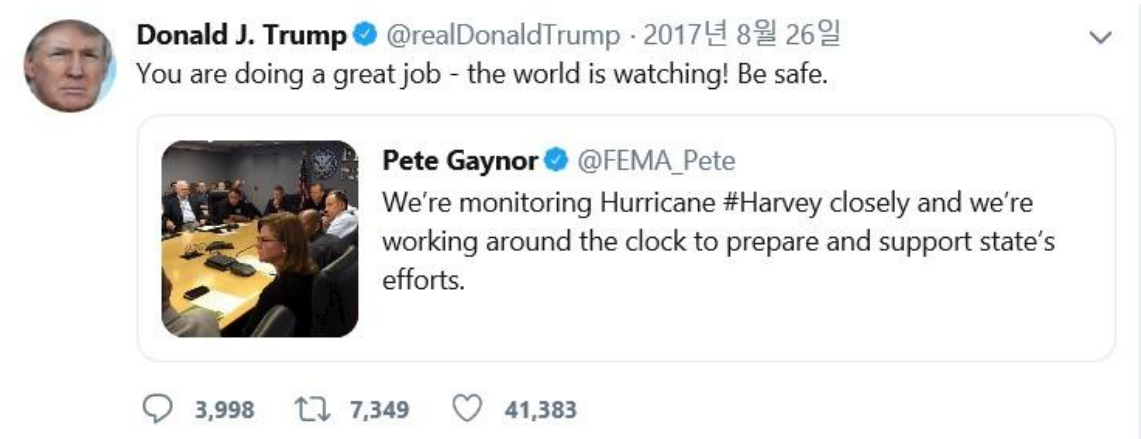 Donald J. Trump @realDonaldTrump · 2017년 8월 26일
You are doing a great job - the world is watching! Be safe.
Pete Gaynor @FEMA_Pete
We’re monitoring Hurricane #Harvey closely and we’re
working around the clock to prepare and support state’s
efforts.
3,998 7,349 41,383